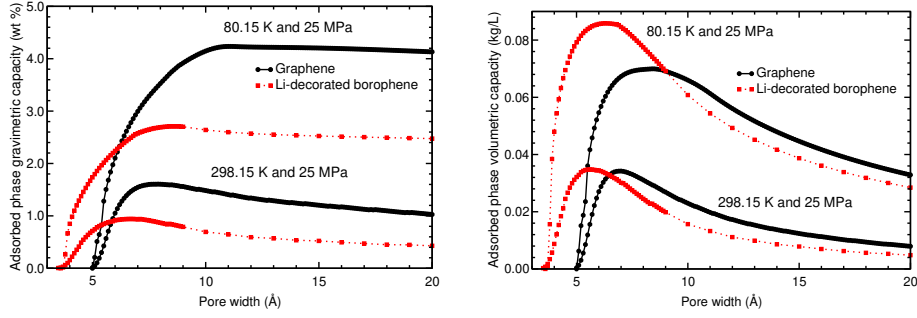 Adsorbed phase gravimetric capacity (wt %)
5.0
4.0
3.0
2.0
1.0
0.0
80.15 K and 25 MPa
Graphene
Li-decorated borophene
298.15 K and 25 MPa
5
10
15
20
Pore width (Å)
Adsorbed phase volumetric capacity (kg/L)
0.08
0.06
0.04
0.02
0.00
80.15 K and 25 MPa
Graphene
Li-decorated borophene
298.15 K and 25 MPa
5
10
15
20
Pore width (Å)